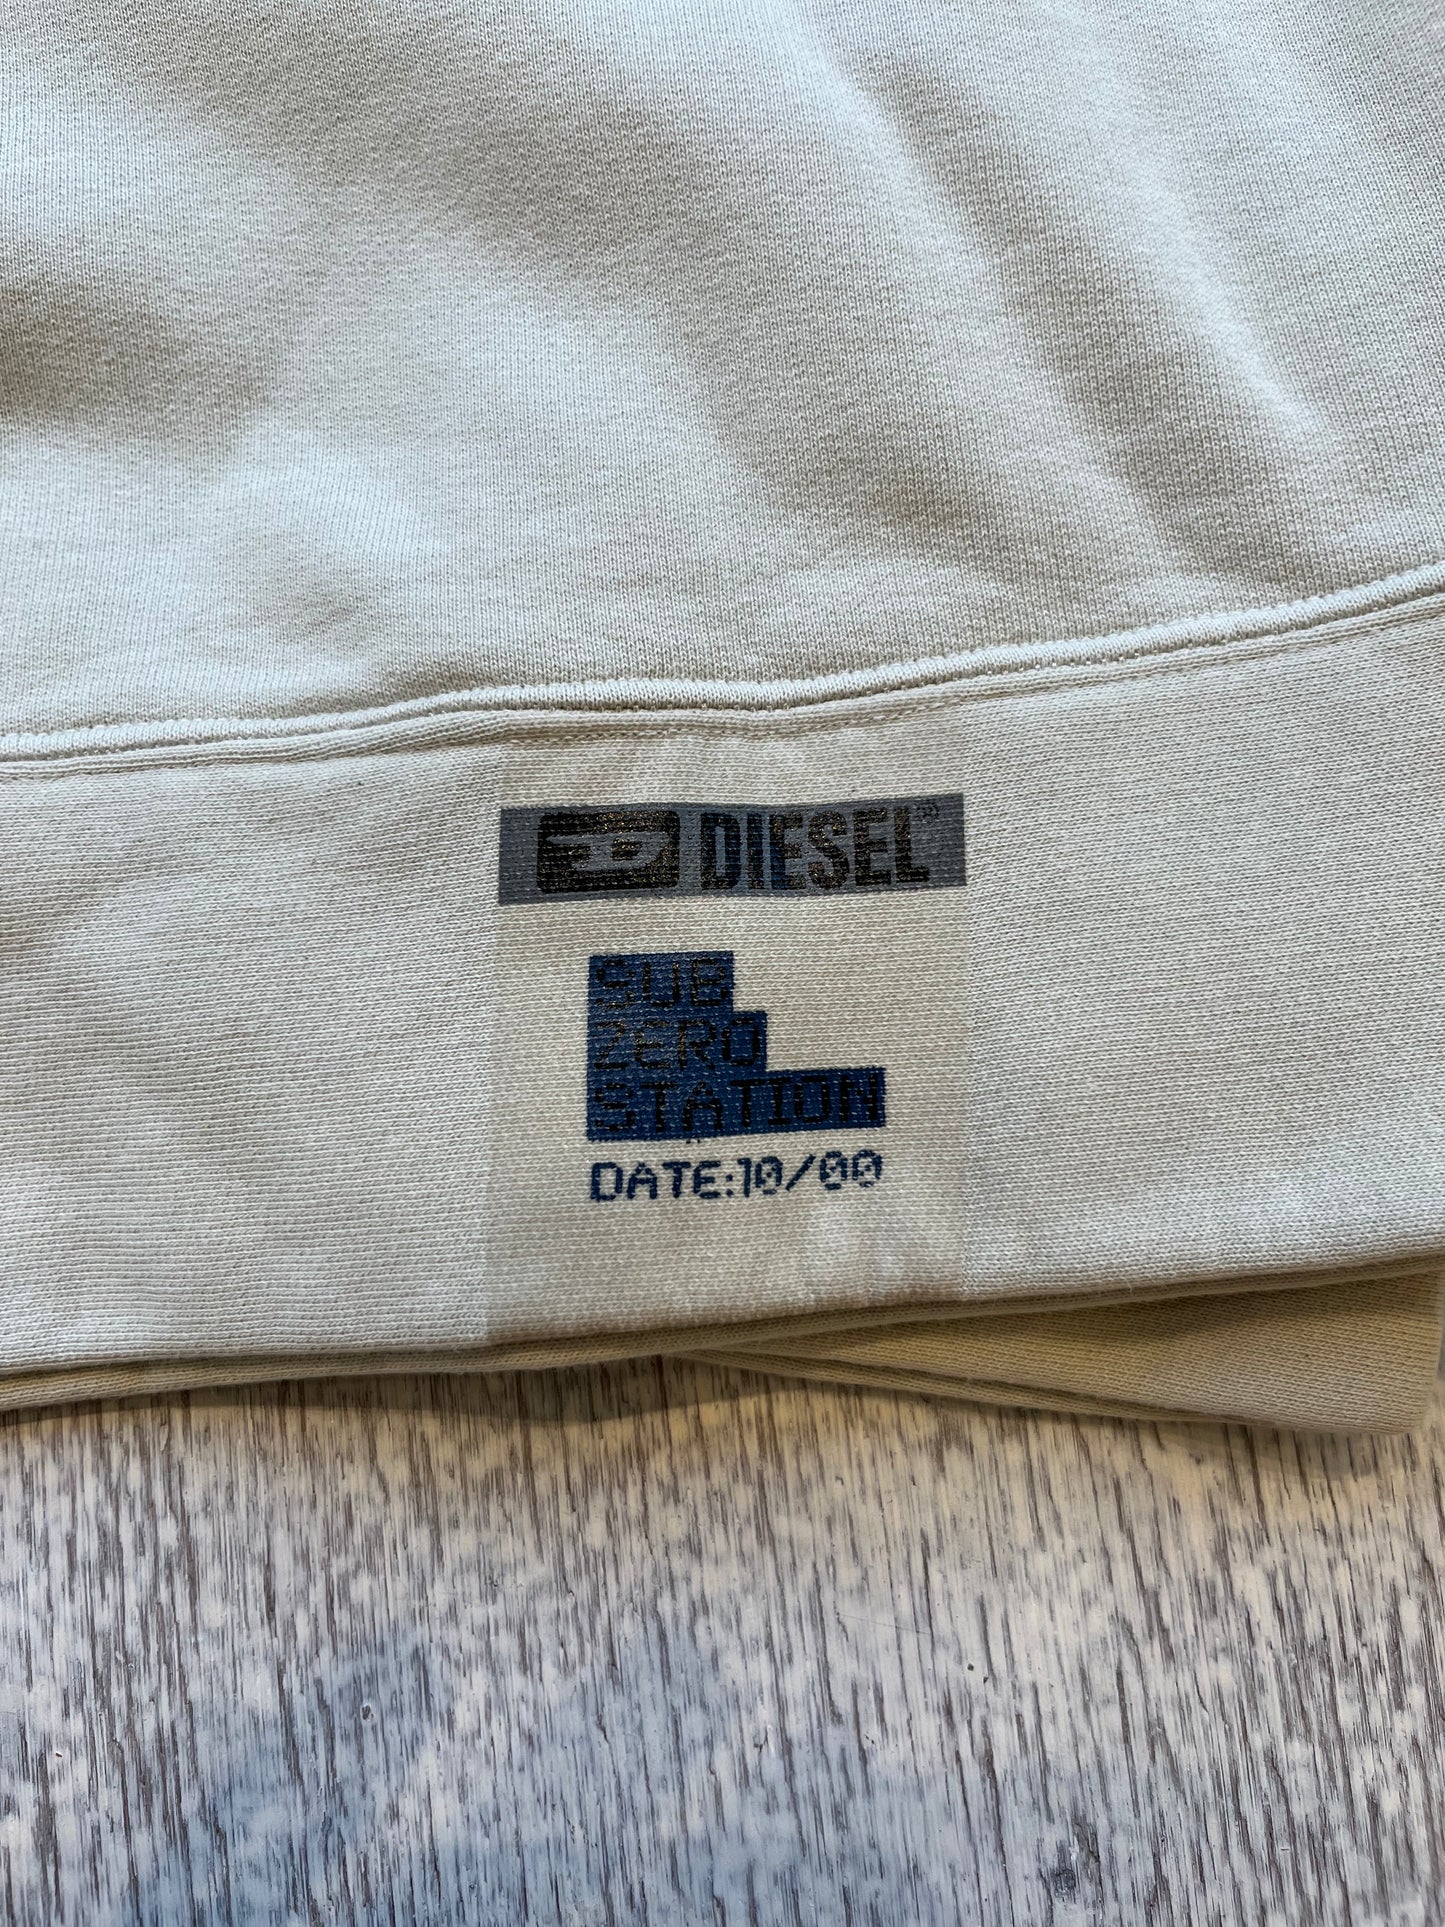 D DIESEL®
SUB
ZERO
STATION
DATE:10/00